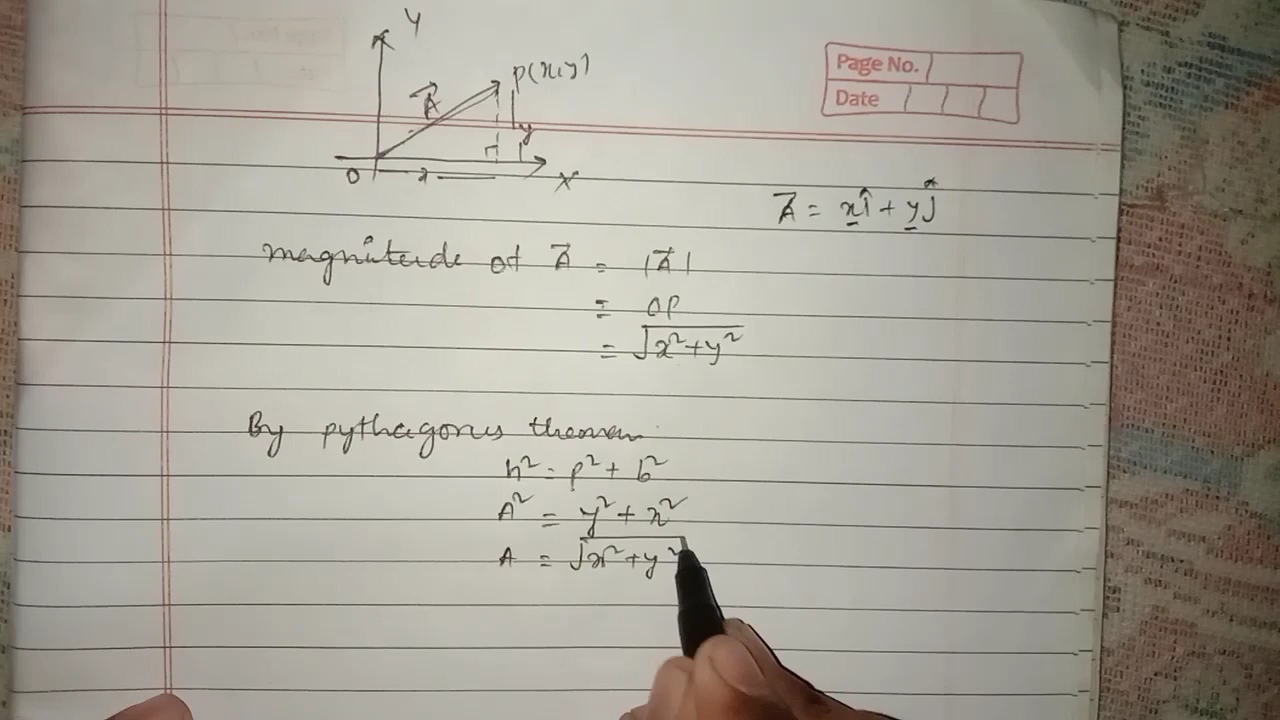 Y
P(x,y)
Page No.
Date / / /
A⃗
y
O x X
A⃗ = xî + yĵ
magnitude of A⃗ = |A⃗|
= OP
= √x²+y²
By pythagorus theorem
h² = p² + b²
A² = y² + x²
A = √x²+y²